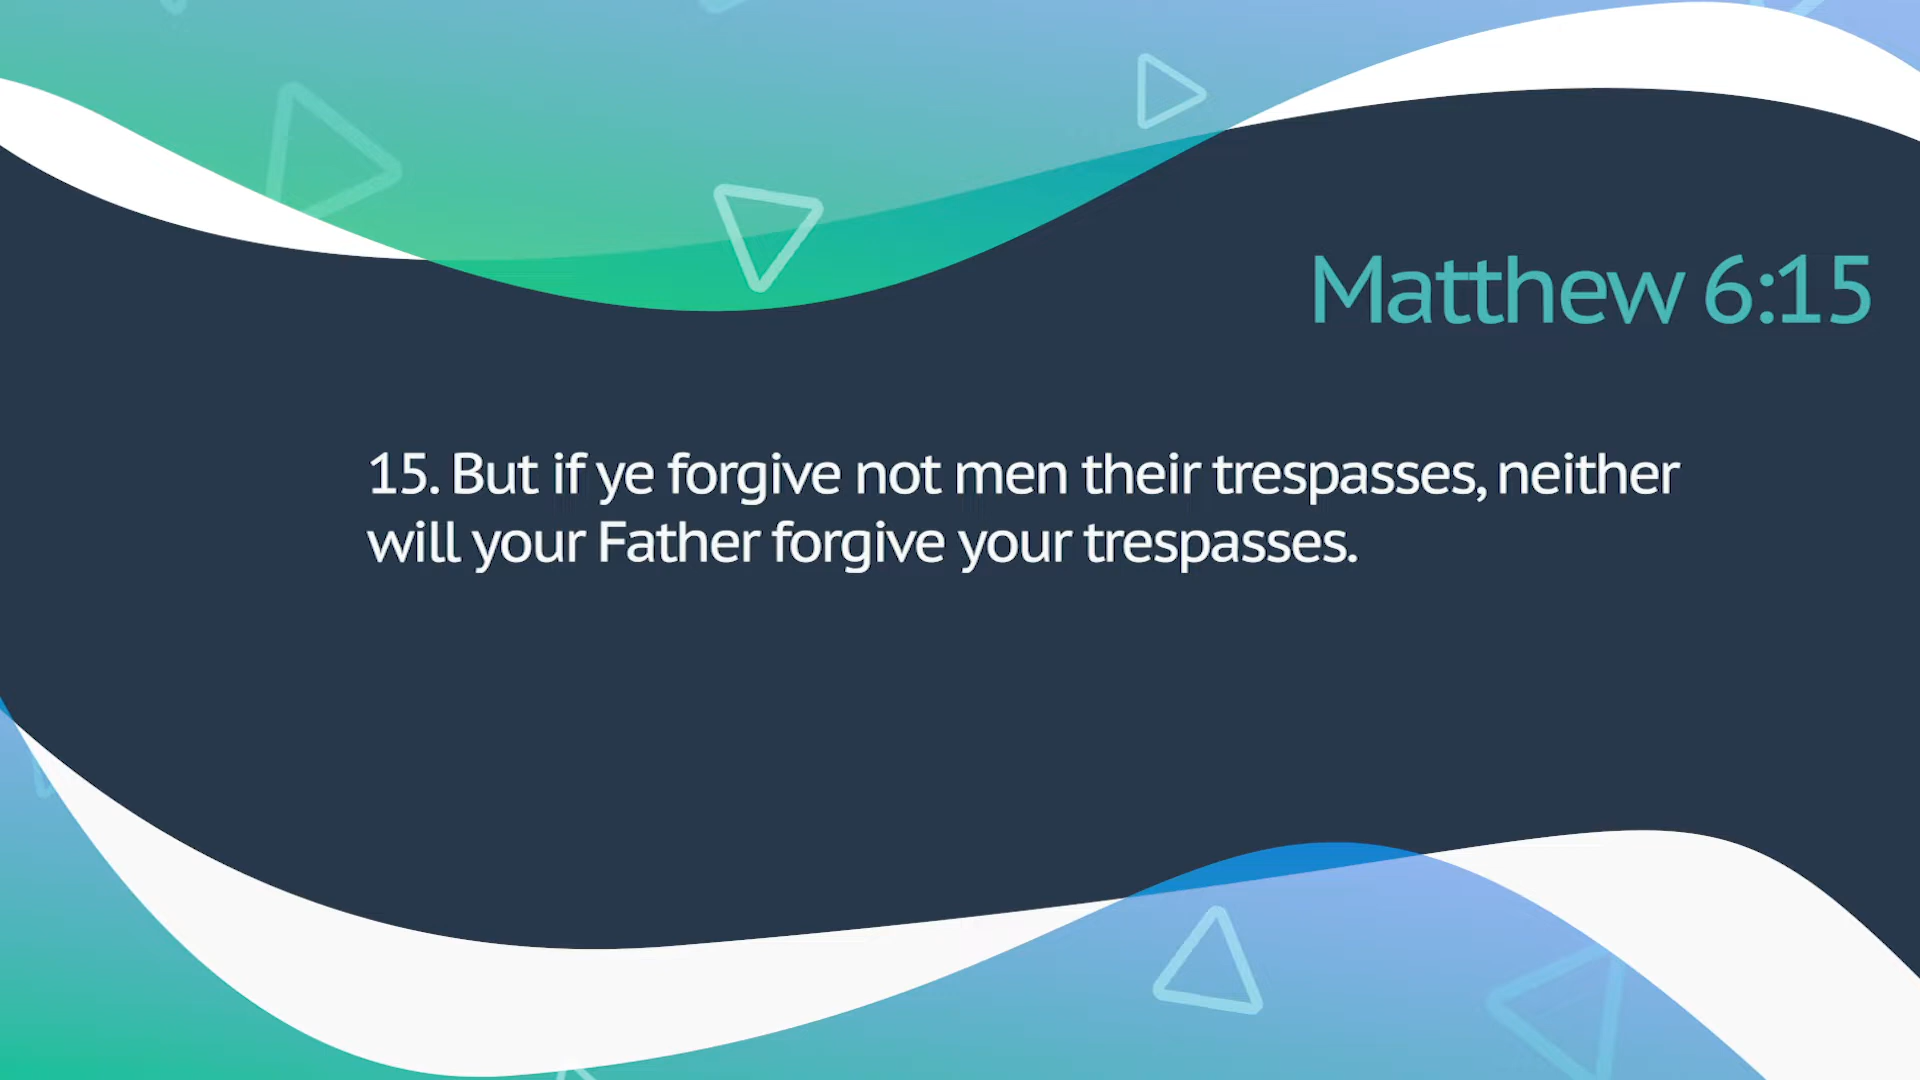 Matthew 6:15
15. But if ye forgive not men their trespasses, neither
will your Father forgive your trespasses.